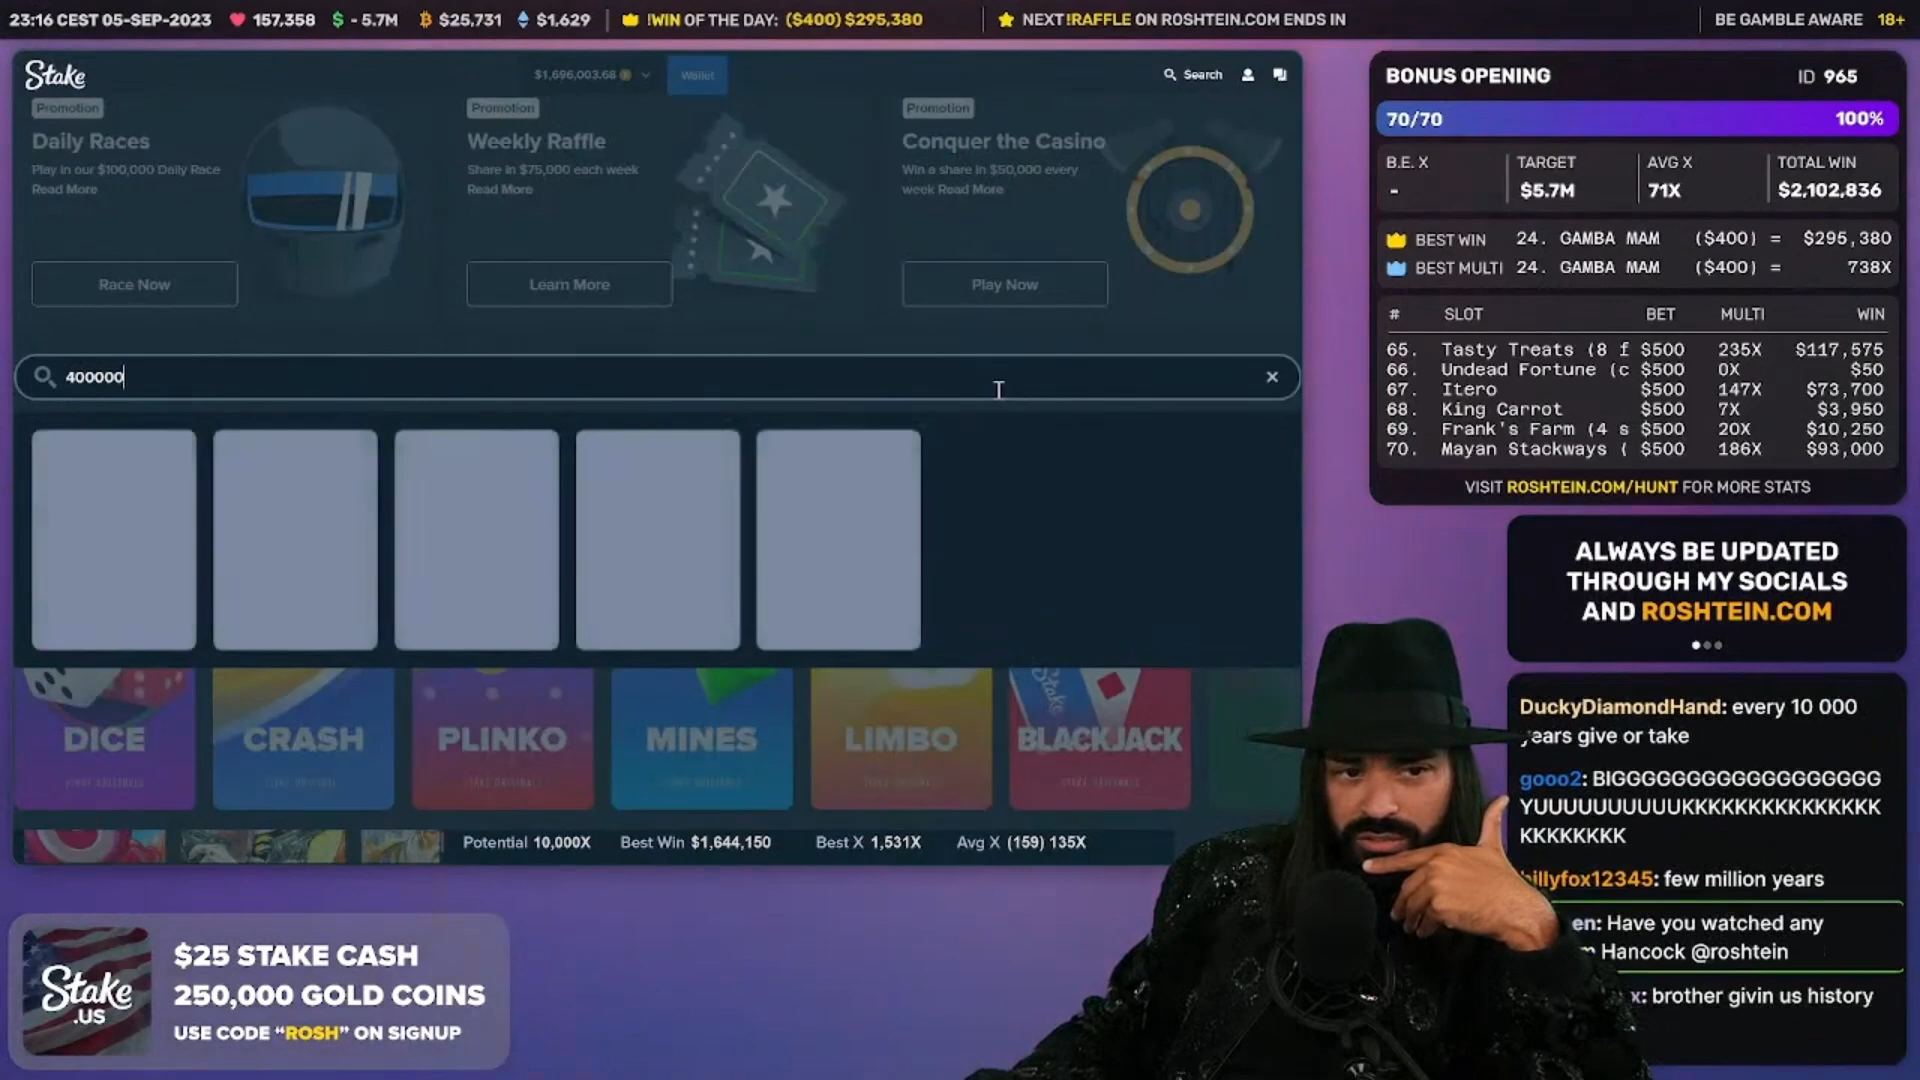 23:16 CEST 05-SEP-2023 157,358 $ - 5.7M $25,731 $1,629 !WIN OF THE DAY: ($400) $295,380 NEXT !RAFFLE ON ROSHTEIN.COM ENDS IN BE GAMBLE AWARE 18+
Stake $1,696,003.68 Wallet Search
Promotion
Daily Races
Play in our $100,000 Daily Race
Read More
Race Now
Promotion
Weekly Raffle
Share in $75,000 each week
Read More
Learn More
Promotion
Conquer the Casino
Win a share in $50,000 every
week Read More
Play Now
400000
DICE
CRASH
PLINKO
MINES
LIMBO
Stake
BLACKJACK
Potential 10,000X Best Win $1,644,150 Best X 1,531X Avg X (159) 135X
Stake
.US
$25 STAKE CASH
250,000 GOLD COINS
USE CODE “ROSH” ON SIGNUP
BONUS OPENING ID 965
70/70 100%
B.E. X TARGET AVG X TOTAL WIN
- $5.7M 71X $2,102,836
BEST WIN 24. GAMBA MAM ($400) = $295,380
BEST MULTI 24. GAMBA MAM ($400) = 738X
# SLOT BET MULTI WIN
65. Tasty Treats (8 f $500 235X $117,575
66. Undead Fortune (c $500 0X $50
67. Itero $500 147X $73,700
68. King Carrot $500 7X $3,950
69. Frank's Farm (4 s $500 20X $10,250
70. Mayan Stackways ( $500 186X $93,000
VISIT ROSHTEIN.COM/HUNT FOR MORE STATS
ALWAYS BE UPDATED
THROUGH MY SOCIALS
AND ROSHTEIN.COM
DuckyDiamondHand: every 10 000
years give or take
gooo2: BIGGGGGGGGGGGGGGGGGGG
YUUUUUUUUUUKKKKKKKKKKKKKKK
KKKKKKKK
billyfox12345: few million years
en: Have you watched any
Hancock @roshtein
x: brother givin us history